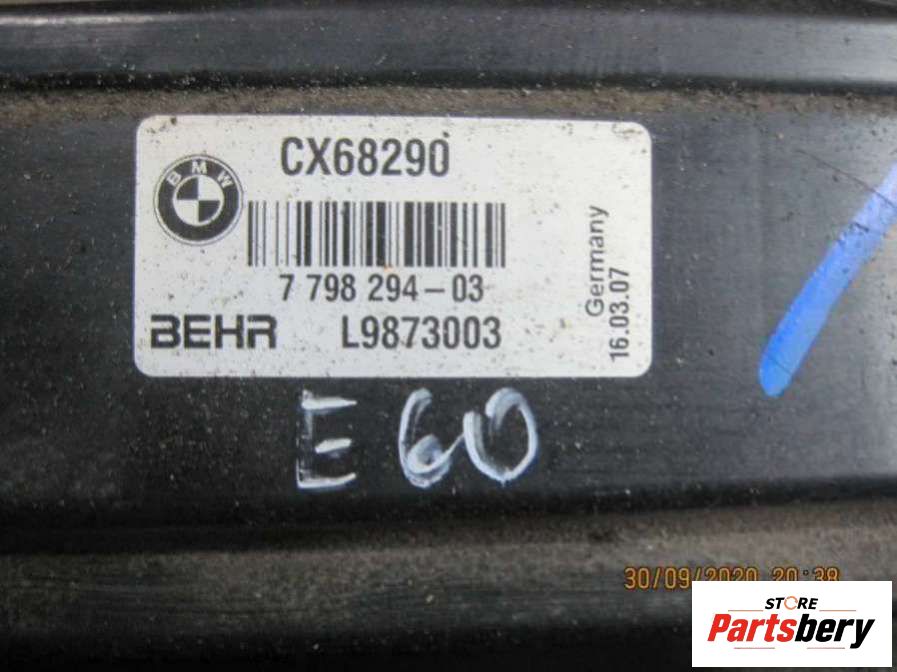 CX68290
BMW
7 798 294-03
BEHR L9873003
Germany
16.03.07
E60
30/09/2020 20:38
STORE
Partsbery